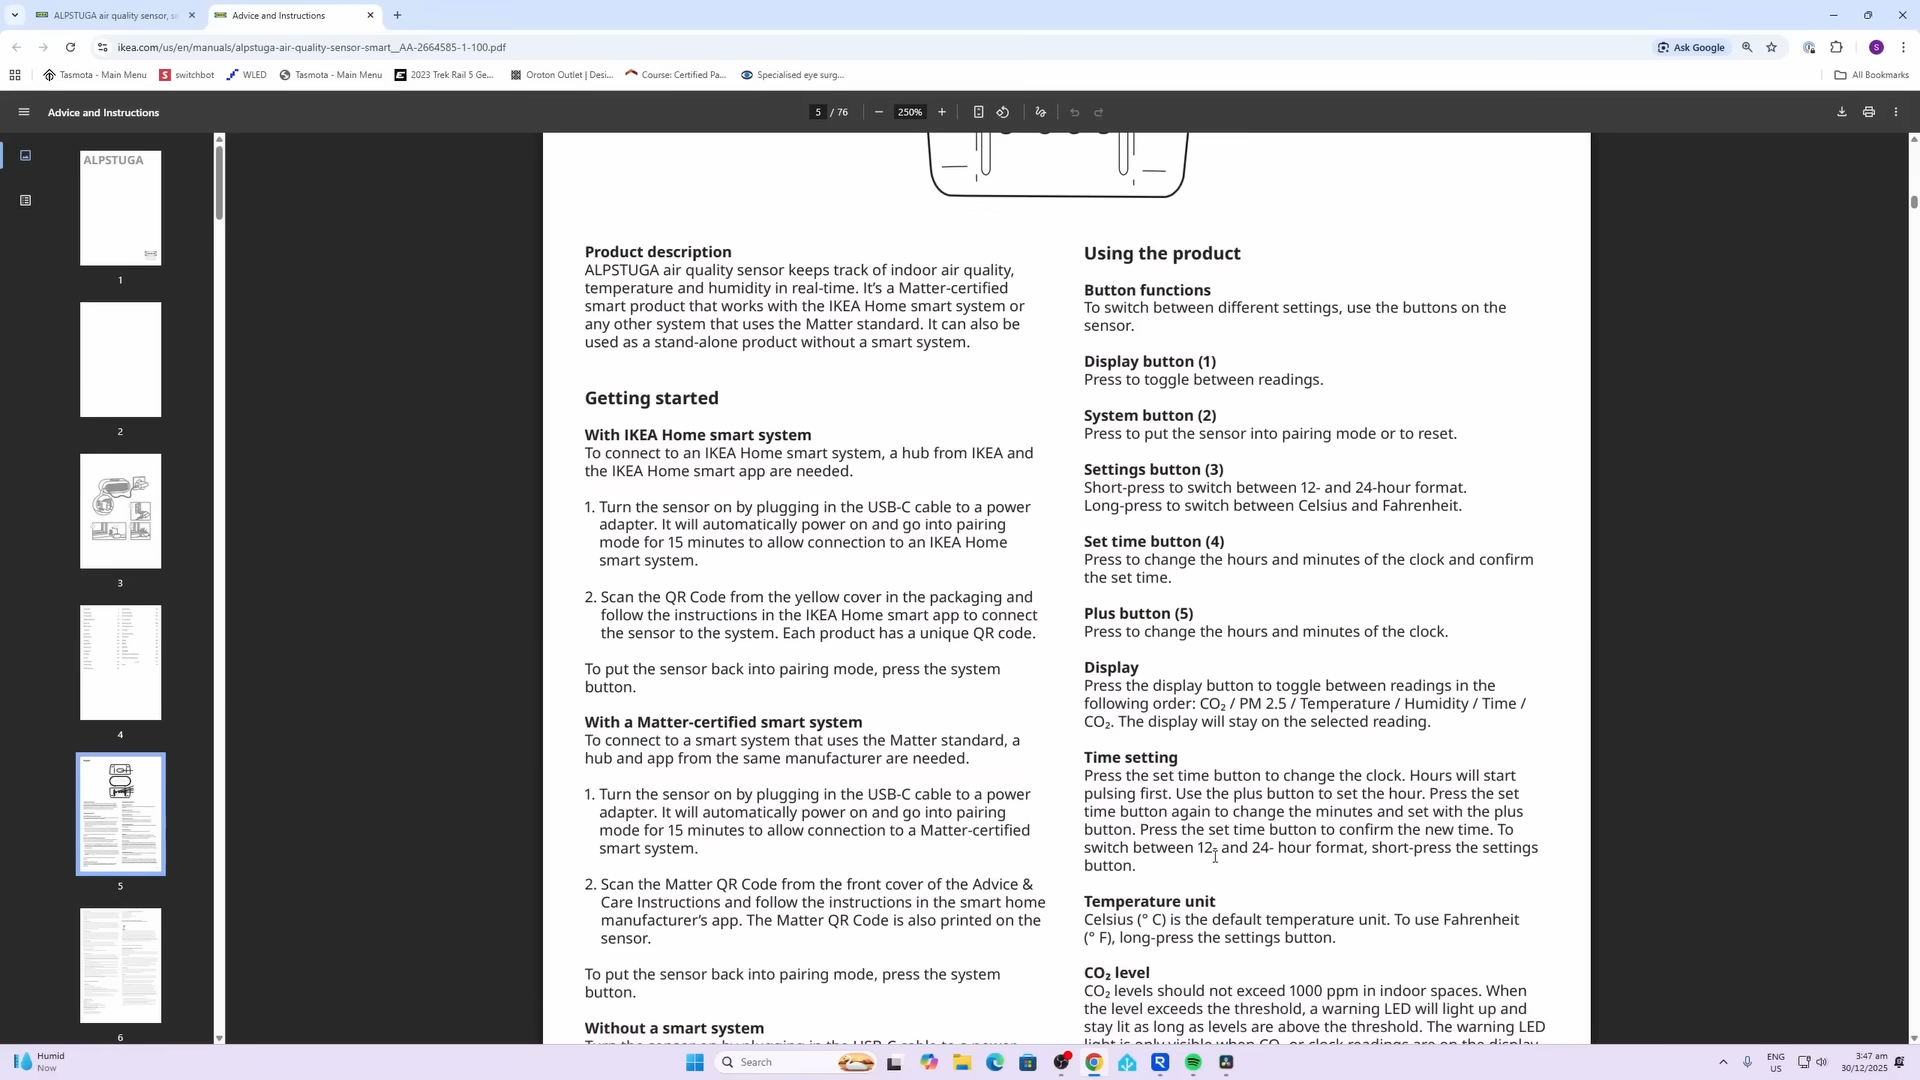 ALPSTUGA air quality sensor, s
Advice and Instructions
ikea.com/us/en/manuals/alpstuga-air-quality-sensor-smart__AA-2664585-1-100.pdf
Ask Google
S
Tasmota - Main Menu
switchbot
WLED
Tasmota - Main Menu
2023 Trek Rail 5 Ge...
Oroton Outlet | Desi...
Course: Certified Pa...
Specialised eye surg...
All Bookmarks
Advice and Instructions
5 / 76
250%
ALPSTUGA
1
2
3
4
5
6
Product description
ALPSTUGA air quality sensor keeps track of indoor air quality,
temperature and humidity in real-time. It's a Matter-certified
smart product that works with the IKEA Home smart system or
any other system that uses the Matter standard. It can also be
used as a stand-alone product without a smart system.
Getting started
With IKEA Home smart system
To connect to an IKEA Home smart system, a hub from IKEA and
the IKEA Home smart app are needed.
1. Turn the sensor on by plugging in the USB-C cable to a power
adapter. It will automatically power on and go into pairing
mode for 15 minutes to allow connection to an IKEA Home
smart system.
2. Scan the QR Code from the yellow cover in the packaging and
follow the instructions in the IKEA Home smart app to connect
the sensor to the system. Each product has a unique QR code.
To put the sensor back into pairing mode, press the system
button.
With a Matter-certified smart system
To connect to a smart system that uses the Matter standard, a
hub and app from the same manufacturer are needed.
1. Turn the sensor on by plugging in the USB-C cable to a power
adapter. It will automatically power on and go into pairing
mode for 15 minutes to allow connection to a Matter-certified
smart system.
2. Scan the Matter QR Code from the front cover of the Advice &
Care Instructions and follow the instructions in the smart home
manufacturer's app. The Matter QR Code is also printed on the
sensor.
To put the sensor back into pairing mode, press the system
button.
Without a smart system
Using the product
Button functions
To switch between different settings, use the buttons on the
sensor.
Display button (1)
Press to toggle between readings.
System button (2)
Press to put the sensor into pairing mode or to reset.
Settings button (3)
Short-press to switch between 12- and 24-hour format.
Long-press to switch between Celsius and Fahrenheit.
Set time button (4)
Press to change the hours and minutes of the clock and confirm
the set time.
Plus button (5)
Press to change the hours and minutes of the clock.
Display
Press the display button to toggle between readings in the
following order: CO₂ / PM 2.5 / Temperature / Humidity / Time /
CO₂. The display will stay on the selected reading.
Time setting
Press the set time button to change the clock. Hours will start
pulsing first. Use the plus button to set the hour. Press the set
time button again to change the minutes and set with the plus
button. Press the set time button to confirm the new time. To
switch between 12- and 24- hour format, short-press the settings
button.
Temperature unit
Celsius (° C) is the default temperature unit. To use Fahrenheit
(° F), long-press the settings button.
CO₂ level
CO₂ levels should not exceed 1000 ppm in indoor spaces. When
the level exceeds the threshold, a warning LED will light up and
stay lit as long as levels are above the threshold. The warning LED
light is only visible when CO₂ or clock readings are on the display
Humid
Now
Search
ENG
US
3:47 am
30/12/2025